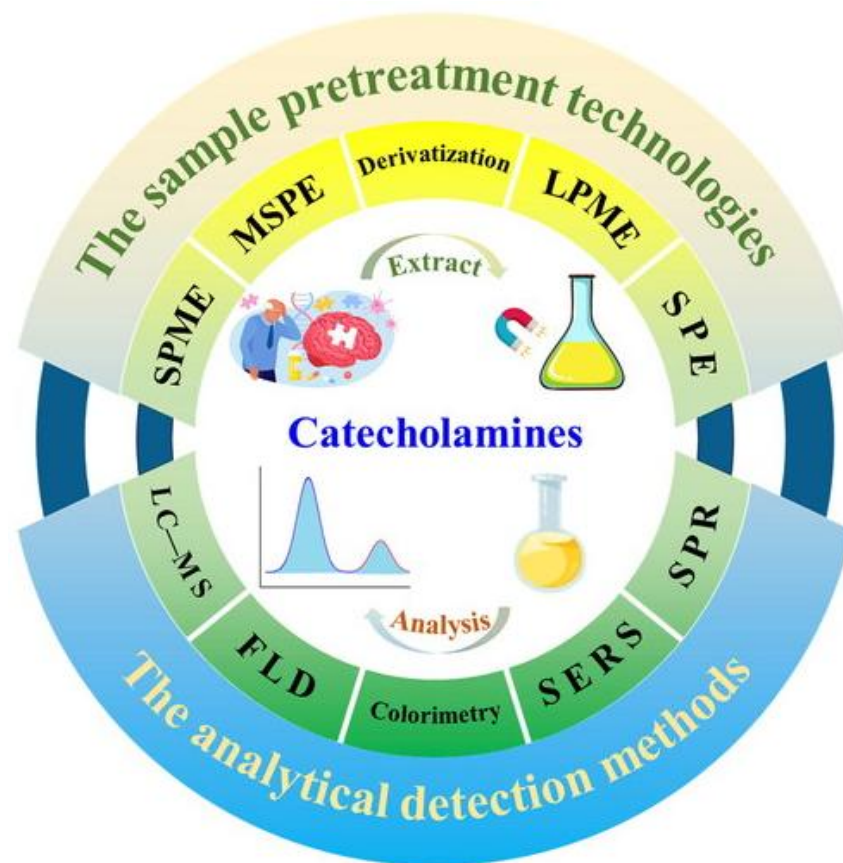 The sample pretreatment technologies
SPME
MSPE
Derivatization
LPME
SPE
Extract
Catecholamines
Analysis
LC—MS
FLD
Colorimetry
SERS
SPR
The analytical detection methods